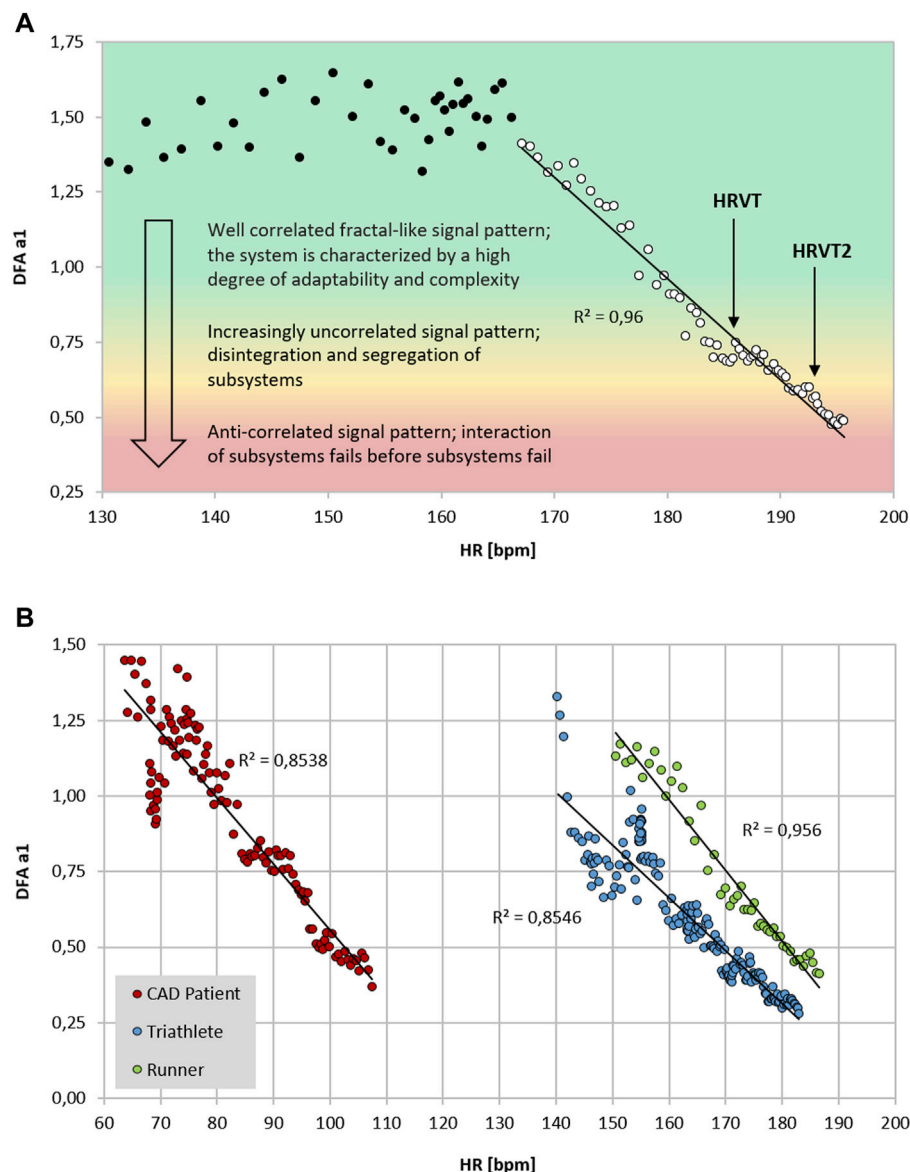 A
1,75
1,50
1,25
1,00
0,75
0,50
0,25
DFA a1
Well correlated fractal-like signal pattern;
the system is characterized by a high
degree of adaptability and complexity
Increasingly uncorrelated signal pattern;
disintegration and segregation of
subsystems
Anti-correlated signal pattern; interaction
of subsystems fails before subsystems fail
HRVT
HRVT2
R² = 0,96
130 140 150 160 170 180 190 200
HR [bpm]
B
1,50
1,25
1,00
0,75
0,50
0,25
0,00
DFA a1
R² = 0,8538
R² = 0,956
R² = 0,8546
CAD Patient
Triathlete
Runner
60 70 80 90 100 110 120 130 140 150 160 170 180 190 200
HR [bpm]